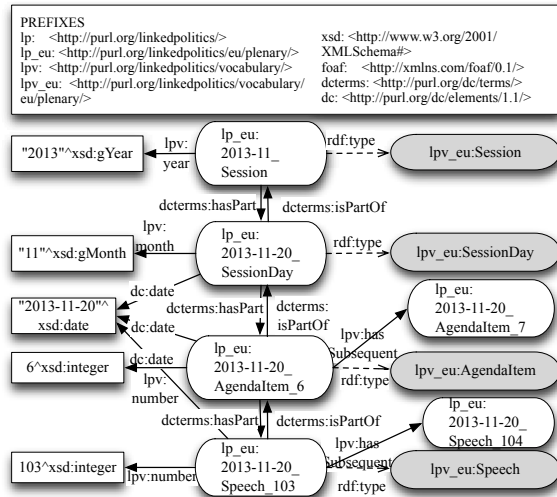 PREFIXES
lp: <http://purl.org/linkedpolitics/>
lp_eu: <http://purl.org/linkedpolitics/eu/plenary/>
lpv: <http://purl.org/linkedpolitics/vocabulary/>
lpv_eu: <http://purl.org/linkedpolitics/vocabulary/
eu/plenary/>
xsd: <http://www.w3.org/2001/
XMLSchema#>
foaf: <http://xmlns.com/foaf/0.1/>
dcterms: <http://purl.org/dc/terms/>
dc: <http://purl.org/dc/elements/1.1/>
"2013"^xsd:gYear
lpv:
year
lp_eu:
2013-11_
Session
rdf:type
lpv_eu:Session
dcterms:hasPart
dcterms:isPartOf
"11"^xsd:gMonth
lpv:
month
lp_eu:
2013-11-20_
SessionDay
rdf:type
lpv_eu:SessionDay
dc:date
"2013-11-20"^
xsd:date
dcterms:hasPart
dcterms:
isPartOf
lp_eu:
2013-11-20_
AgendaItem_7
dc:date
lpv:has
Subsequent
6^xsd:integer
dc:date
lpv:
number
lp_eu:
2013-11-20_
AgendaItem_6
rdf:type
lpv_eu:AgendaItem
dcterms:hasPart
dcterms:isPartOf
lp_eu:
2013-11-20_
Speech_104
lpv:has
Subsequent
103^xsd:integer
lpv:number
lp_eu:
2013-11-20_
Speech_103
rdf:type
lpv_eu:Speech